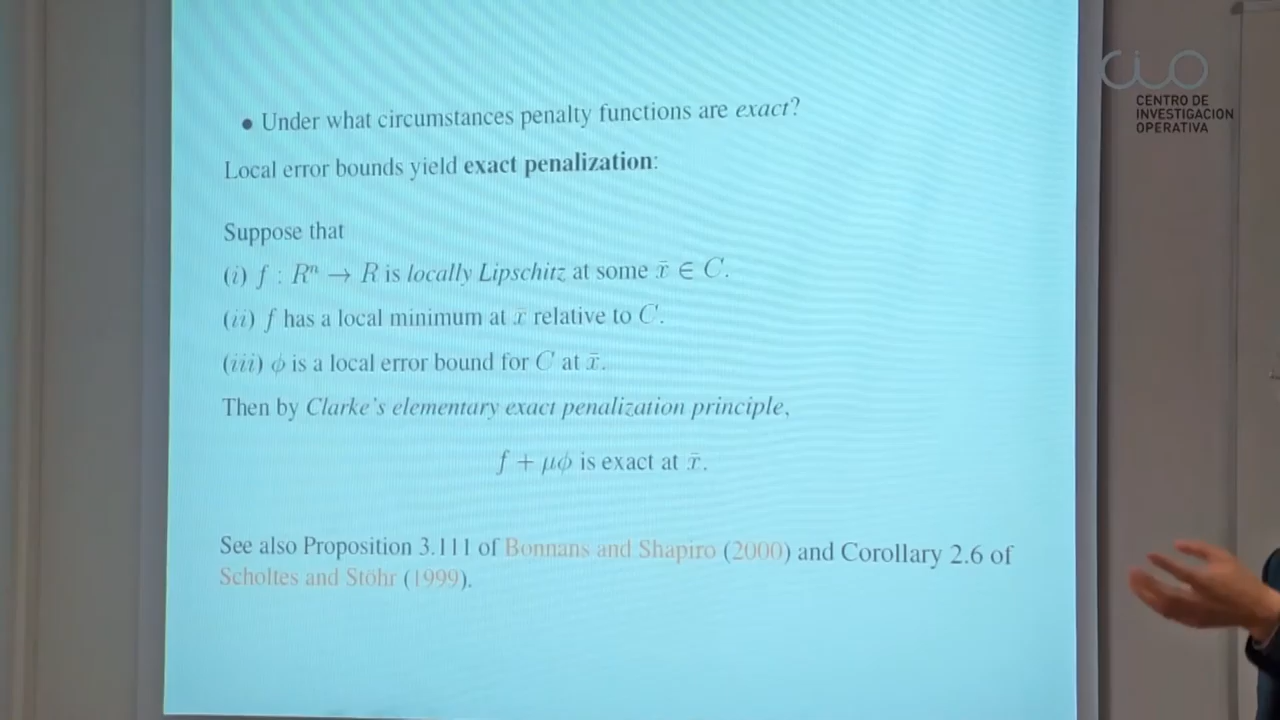 • Under what circumstances penalty functions are exact?
Local error bounds yield exact penalization:
Suppose that
(i) f : Rⁿ → R is locally Lipschitz at some x̄ ∈ C.
(ii) f has a local minimum at x̄ relative to C.
(iii) ϕ is a local error bound for C at x̄.
Then by Clarke's elementary exact penalization principle,
f + μϕ is exact at x̄.
See also Proposition 3.111 of Bonnans and Shapiro (2000) and Corollary 2.6 of
Scholtes and Stöhr (1999).
cio
CENTRO DE
INVESTIGACION
OPERATIVA